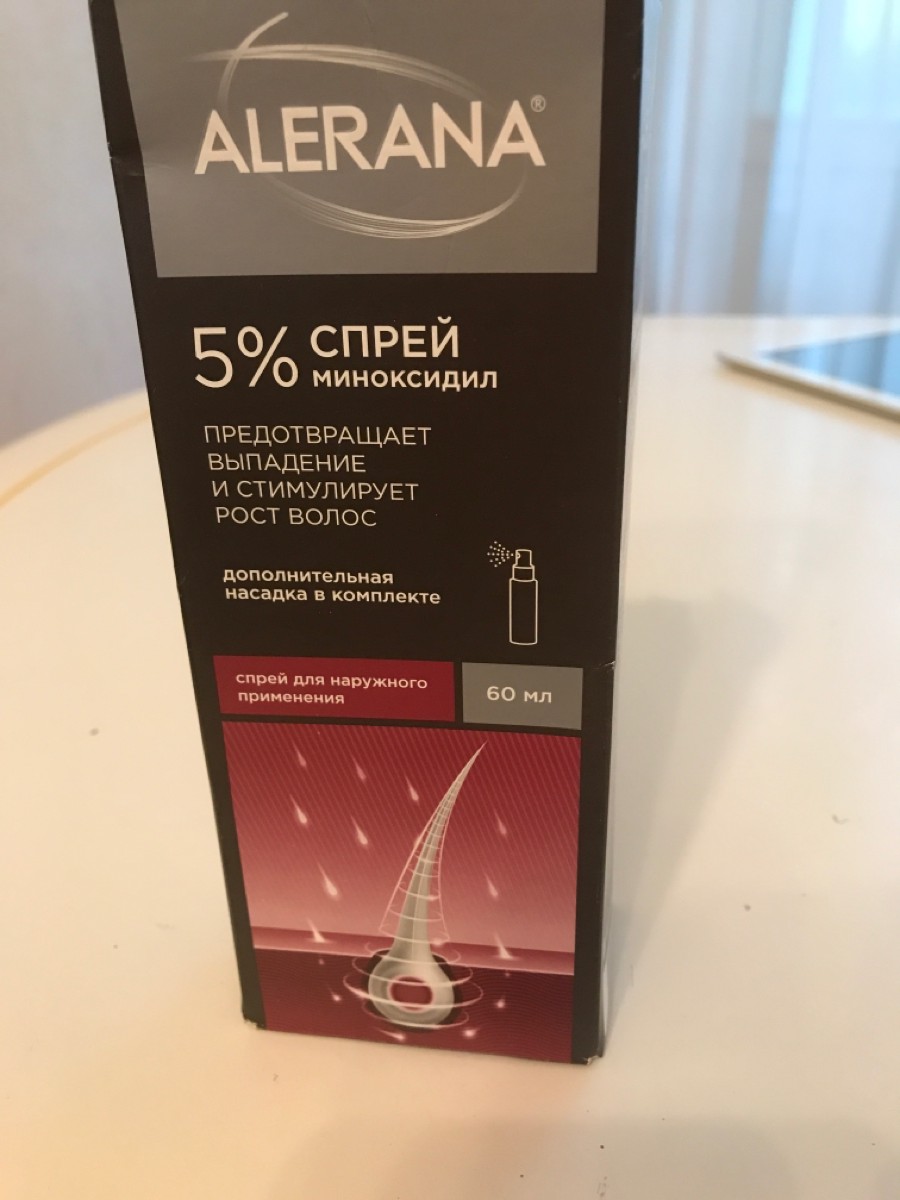 ALERANA®
5% СПРЕЙ
МИНОКСИДИЛ
ПРЕДОТВРАЩАЕТ
ВЫПАДЕНИЕ
И СТИМУЛИРУЕТ
РОСТ ВОЛОС
ДОПОЛНИТЕЛЬНАЯ
НАСАДКА В КОМПЛЕКТЕ
спрей для наружного
применения
60 мл